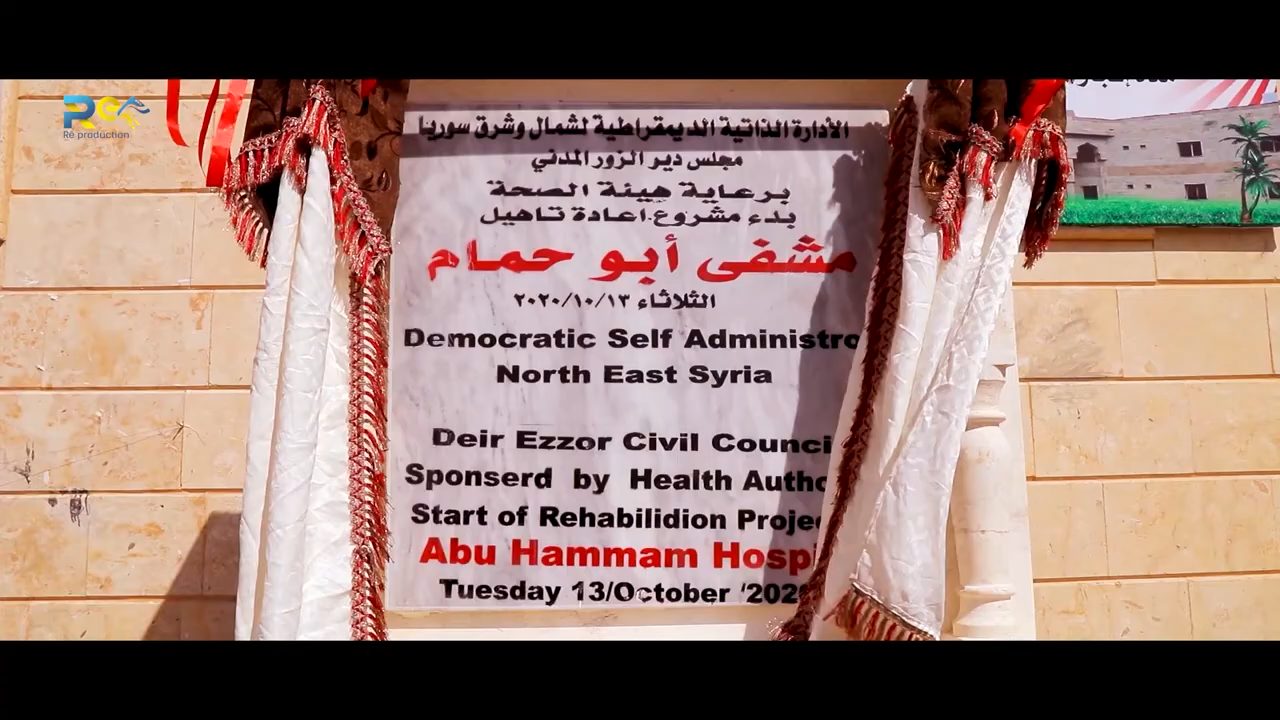 Rê production
الأدارة الذاتية الديمقراطية لشمال وشرق سوريا
مجلس دير الزور المدني
برعاية هيئة الصحة
بدء مشروع اعادة تاهيل
مشفى أبو حمام
الثلاثاء ٢٠٢٠/١٠/١٣
Democratic Self Administra
North East Syria
Deir Ezzor Civil Counci
Sponserd by Health Autho
Start of Rehabilidion Projec
Abu Hammam Hospi
Tuesday 13/October '2020